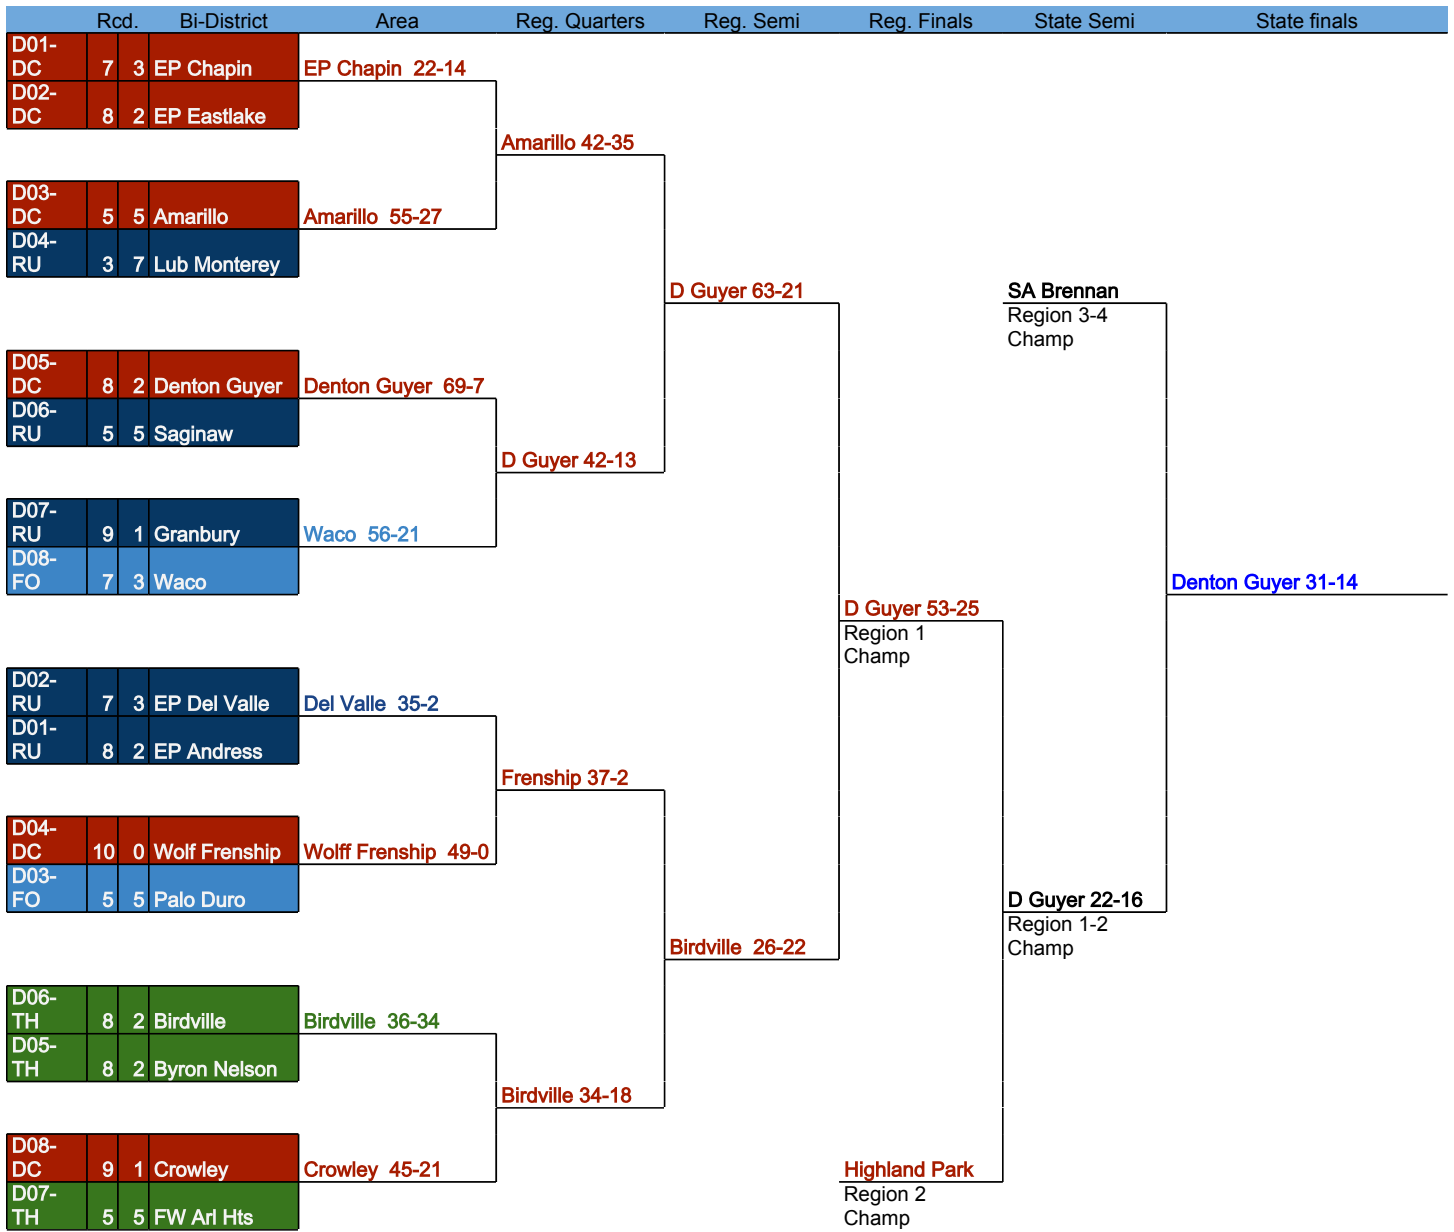 Rcd. Bi-District Area Reg. Quarters Reg. Semi Reg. Finals State Semi State finals
D01-
DC 7 3 EP Chapin EP Chapin 22-14
D02-
DC 8 2 EP Eastlake
Amarillo 42-35
D03-
DC 5 5 Amarillo Amarillo 55-27
D04-
RU 3 7 Lub Monterey
D Guyer 63-21 SA Brennan
Region 3-4
Champ
D05-
DC 8 2 Denton Guyer Denton Guyer 69-7
D06-
RU 5 5 Saginaw
D Guyer 42-13
D07-
RU 9 1 Granbury Waco 56-21
D08-
FO 7 3 Waco Denton Guyer 31-14
D Guyer 53-25
Region 1
Champ
D02-
RU 7 3 EP Del Valle Del Valle 35-2
D01-
RU 8 2 EP Andress
Frenship 37-2
D04-
DC 10 0 Wolf Frenship Wolff Frenship 49-0
D03-
FO 5 5 Palo Duro D Guyer 22-16
Region 1-2
Champ
Birdville 26-22
D06-
TH 8 2 Birdville Birdville 36-34
D05-
TH 8 2 Byron Nelson
Birdville 34-18
D08-
DC 9 1 Crowley Crowley 45-21 Highland Park
D07- Region 2
TH 5 5 FW Arl Hts Champ